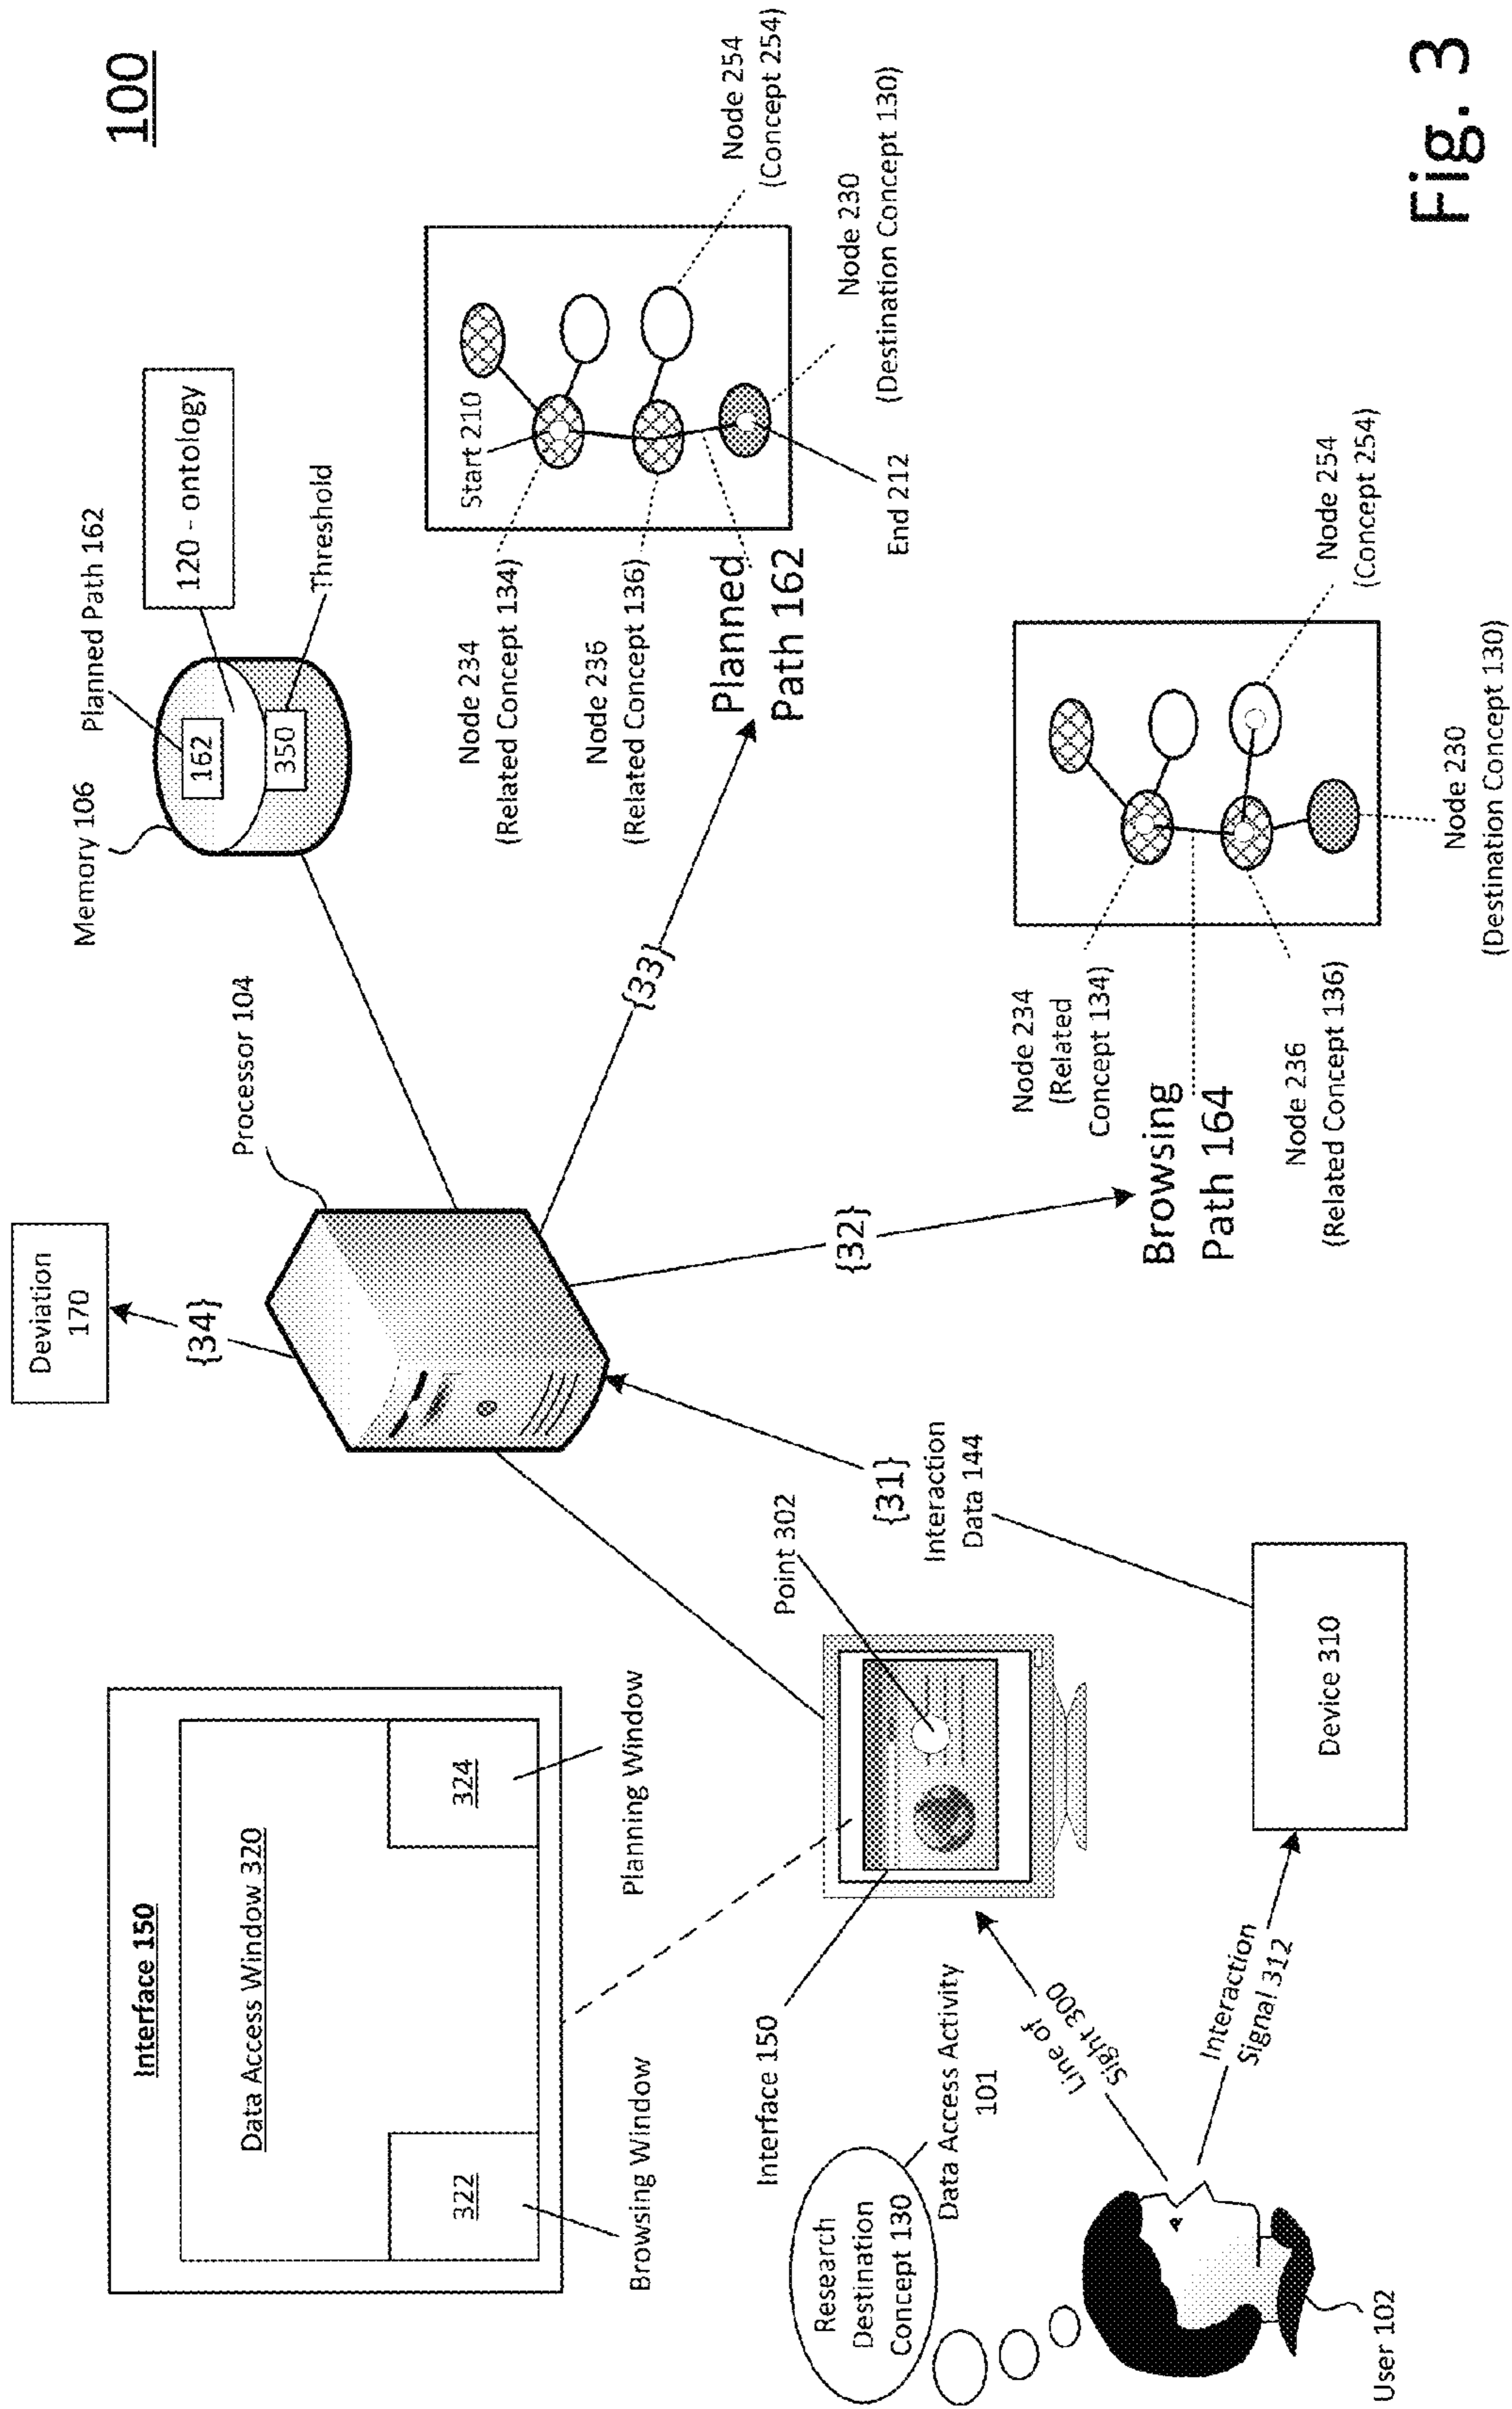 100
Interface 150
Data Access Window 320
322
324
Browsing Window
Planning Window
Deviation
170
{34}
Processor 104
Memory 106
Planned Path 162
162
350
120 - ontology
Threshold
{33}
Start 210
Node 234
(Related Concept 134)
Node 236
(Related Concept 136)
Planned
Path 162
End 212
Node 254
(Concept 254)
Node 230
(Destination Concept 130)
{32}
{31}
Interaction
Data 144
Point 302
Interface 150
Research
Destination
Concept 130
Data Access Activity
101
Line of
Sight 300
Interaction
Signal 312
User 102
Device 310
Node 234
(Related
Concept 134)
Browsing
Path 164
Node 236
(Related Concept 136)
Node 254
(Concept 254)
Node 230
(Destination Concept 130)
Fig. 3